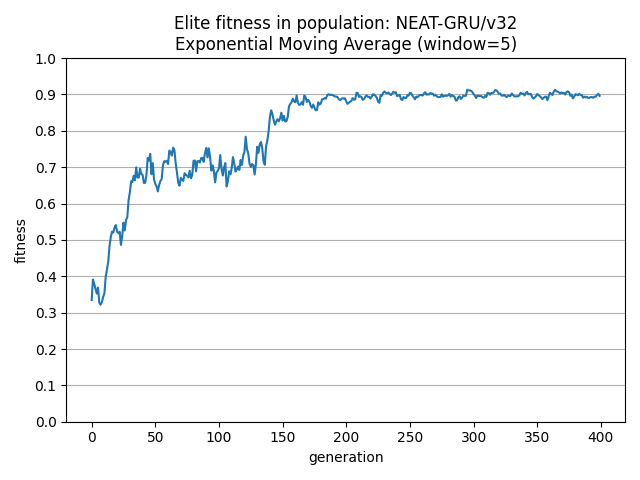 Elite fitness in population: NEAT-GRU/v32
Exponential Moving Average (window=5)
1.0
0.9
0.8
0.7
0.6
0.5
0.4
0.3
0.2
0.1
0.0
fitness
0 50 100 150 200 250 300 350 400
generation